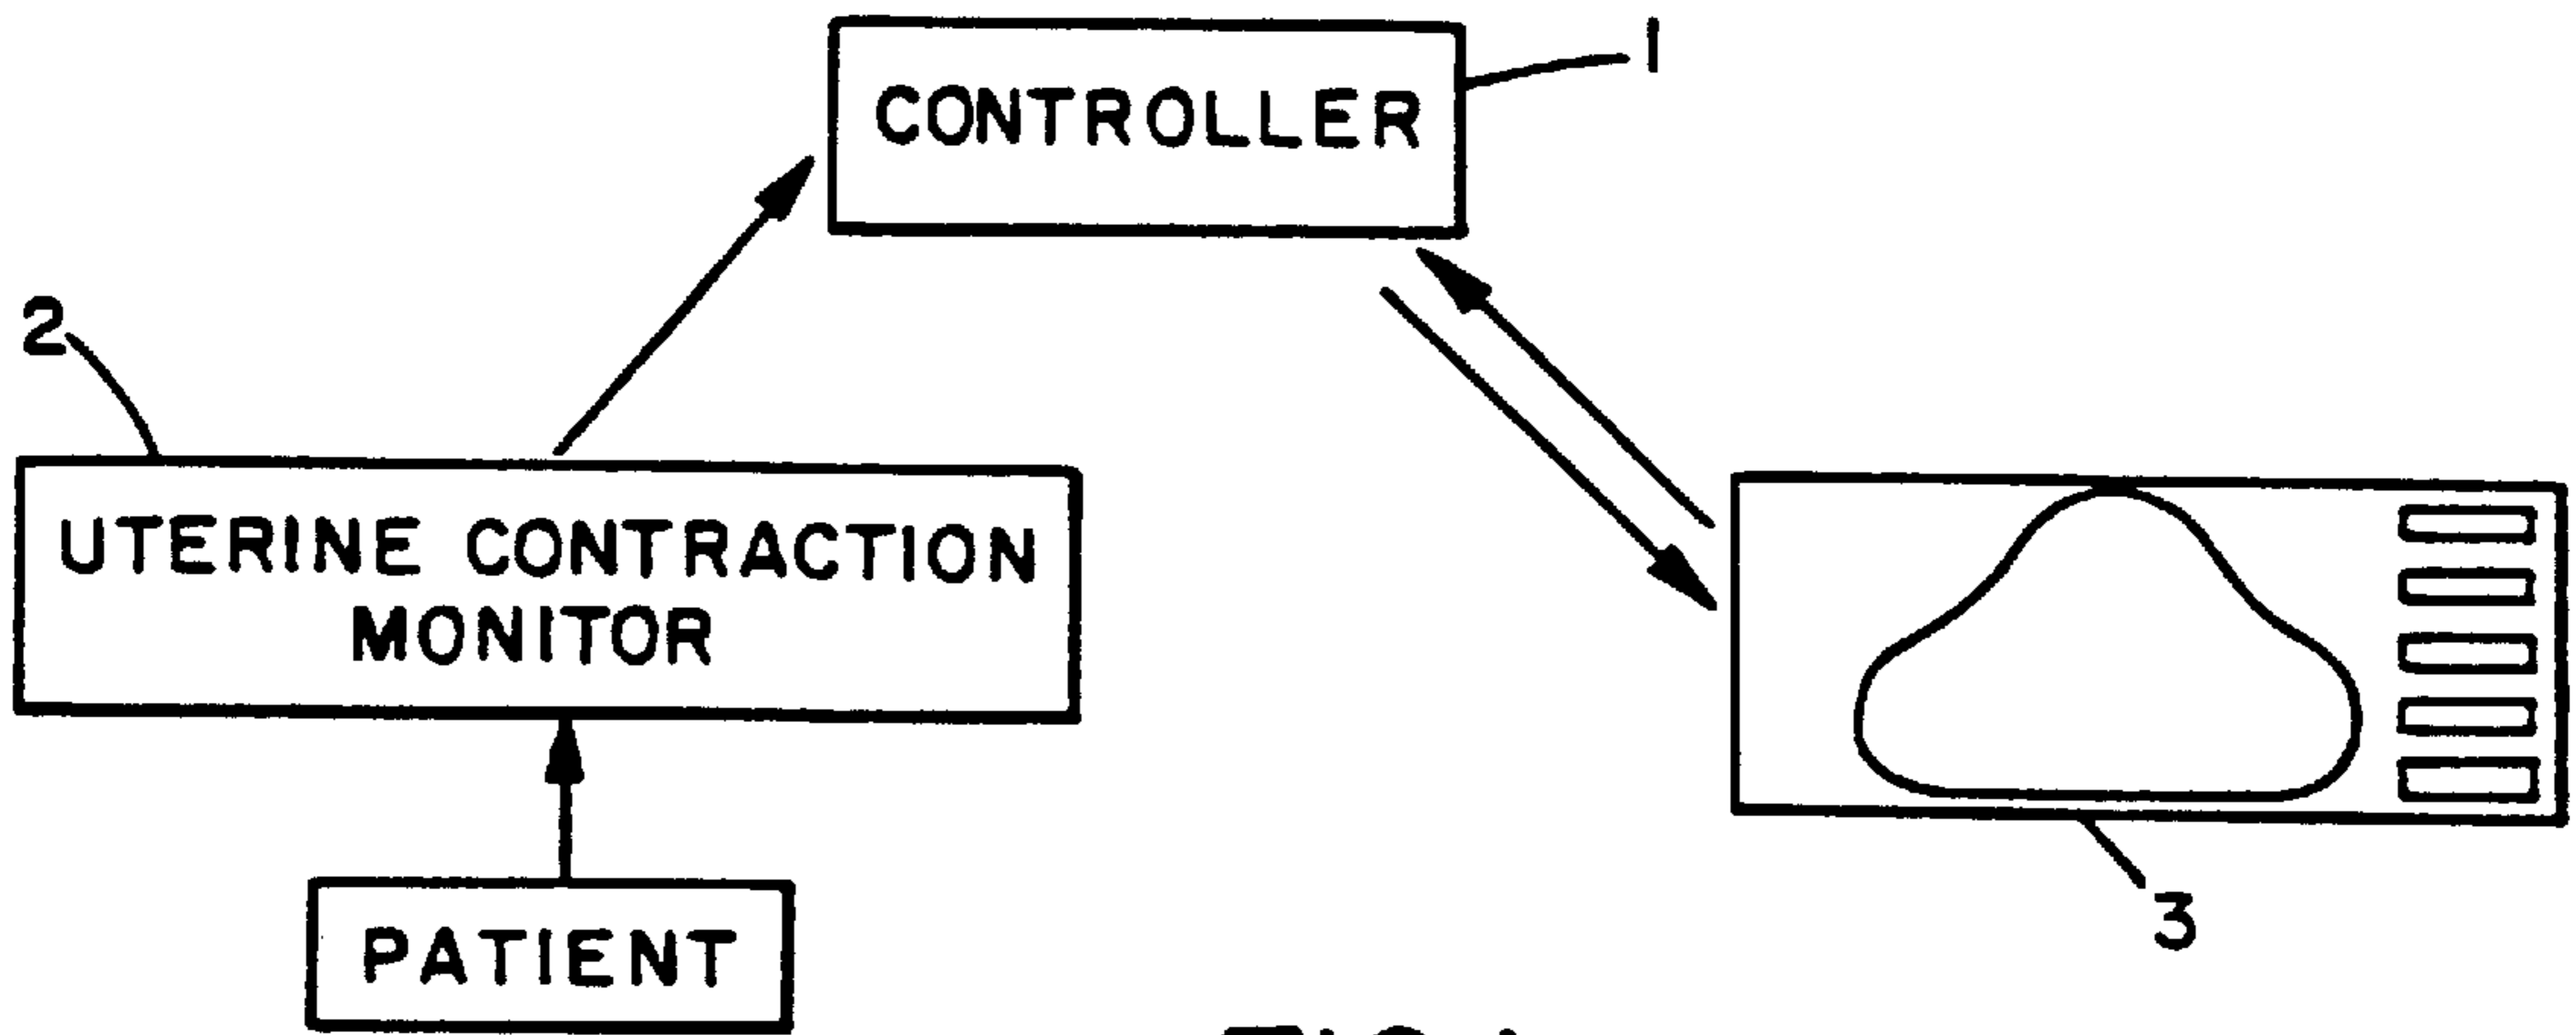 CONTROLLER
1
2
UTERINE CONTRACTION
MONITOR
3
PATIENT